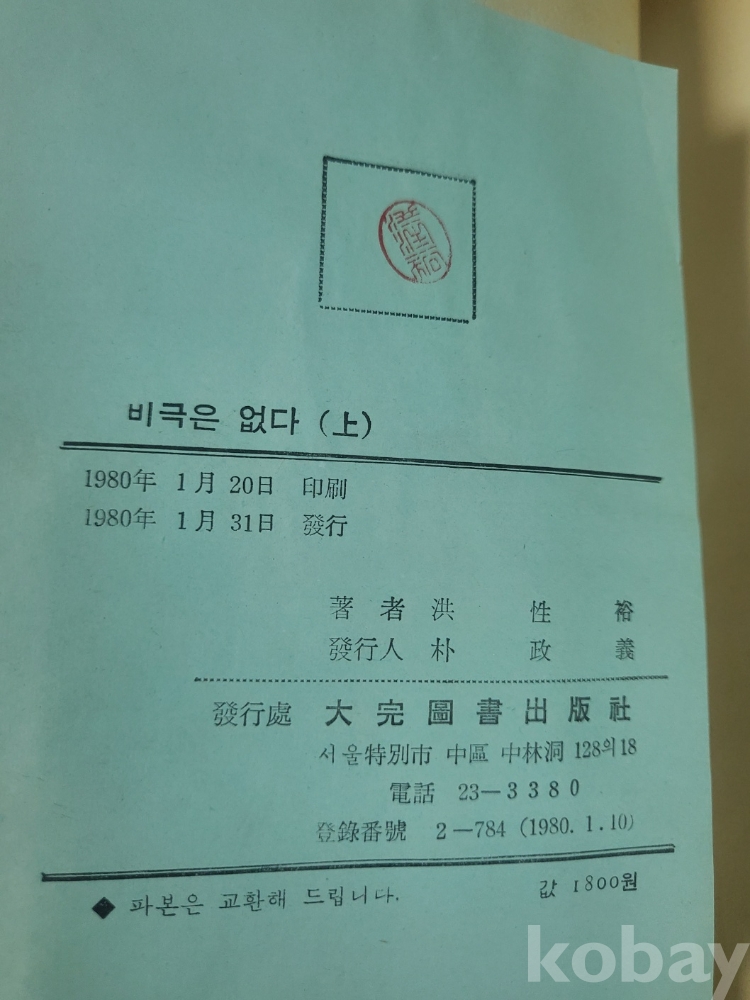 비극은 없다 (上)
1980年 1月 20日 印刷
1980年 1月 31日 發行
著者 洪性裕
發行人 朴政義
發行處 大完圖書出版社
서울特別市 中區 中林洞 128의18
電話 23—3380
登錄番號 2—784 (1980. 1. 10)
◆ 파본은 교환해 드립니다. 값 1800원
kobay